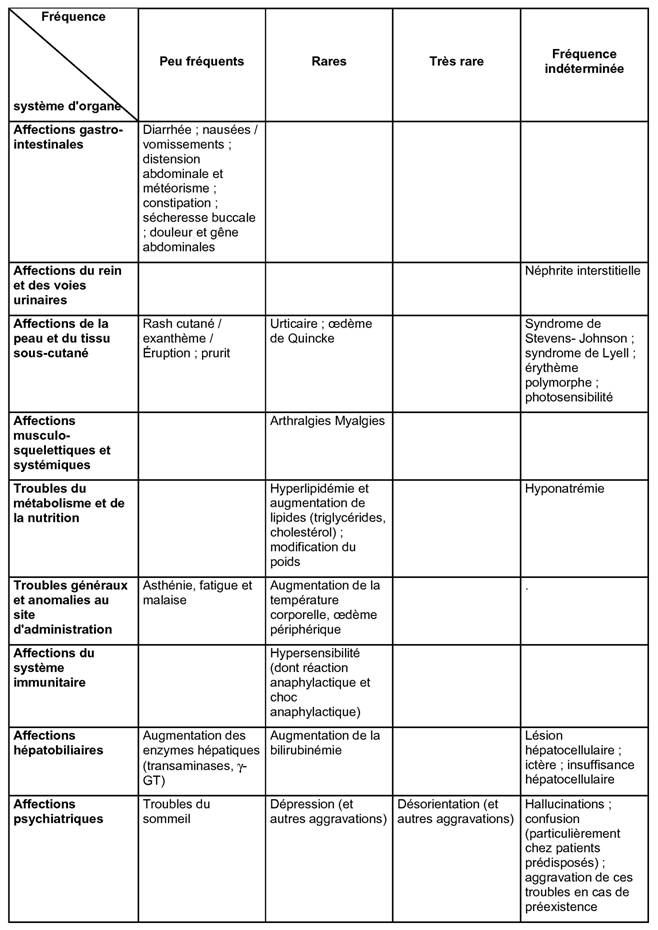 Fréquence
système d'organe
Peu fréquents
Rares
Très rare
Fréquence
indéterminée
Affections gastro-
intestinales
Diarrhée ; nausées /
vomissements ;
distension
abdominale et
météorisme ;
constipation ;
sécheresse buccale
; douleur et gêne
abdominales
Affections du rein
et des voies
urinaires
Néphrite interstitielle
Affections de la
peau et du tissu
sous-cutané
Rash cutané /
exanthème /
Éruption ; prurit
Urticaire ; œdème
de Quincke
Syndrome de
Stevens- Johnson ;
syndrome de Lyell ;
érythème
polymorphe ;
photosensibilité
Affections
musculo-
squelettiques et
systémiques
Arthralgies Myalgies
Troubles du
métabolisme et de
la nutrition
Hyperlipidémie et
augmentation de
lipides (triglycérides,
cholestérol) ;
modification du
poids
Hyponatrémie
Troubles généraux
et anomalies au
site
d'administration
Asthénie, fatigue et
malaise
Augmentation de la
température
corporelle, œdème
périphérique
.
Affections du
système
immunitaire
Hypersensibilité
(dont réaction
anaphylactique et
choc
anaphylactique)
Affections
hépatobiliaires
Augmentation des
enzymes hépatiques
(transaminases, γ-
GT)
Augmentation de la
bilirubinémie
Lésion
hépatocellulaire ;
ictère ; insuffisance
hépatocellulaire
Affections
psychiatriques
Troubles du
sommeil
Dépression (et
autres aggravations)
Désorientation (et
autres aggravations)
Hallucinations ;
confusion
(particulièrement
chez patients
prédisposés) ;
aggravation de ces
troubles en cas de
préexistence